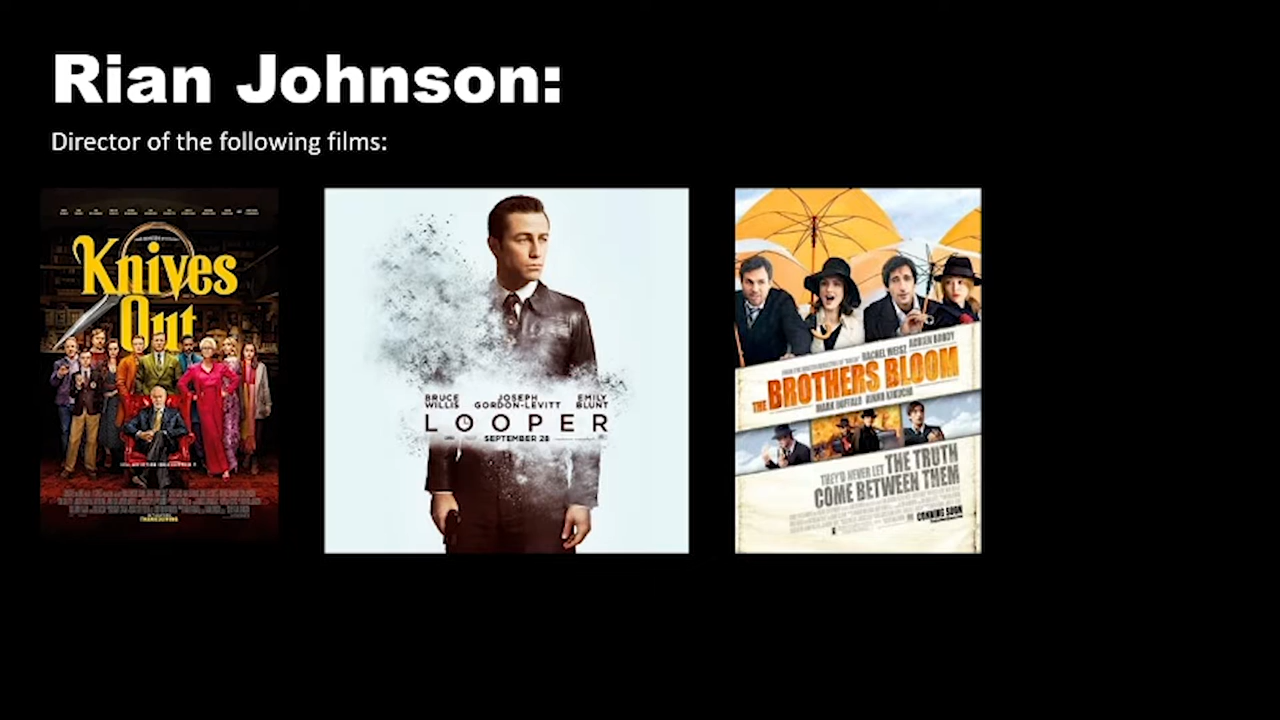 Rian Johnson:
Director of the following films:
Knives
Out
BRUCE WILLIS
JOSEPH GORDON-LEVITT
EMILY BLUNT
LOOPER
SEPTEMBER 28
RACHEL WEISZ ADRIEN BRODY
THE BROTHERS BLOOM
MARK RUFFALO RINKO KIKUCHI
THEY'D NEVER LET THE TRUTH
COME BETWEEN THEM
COMING SOON